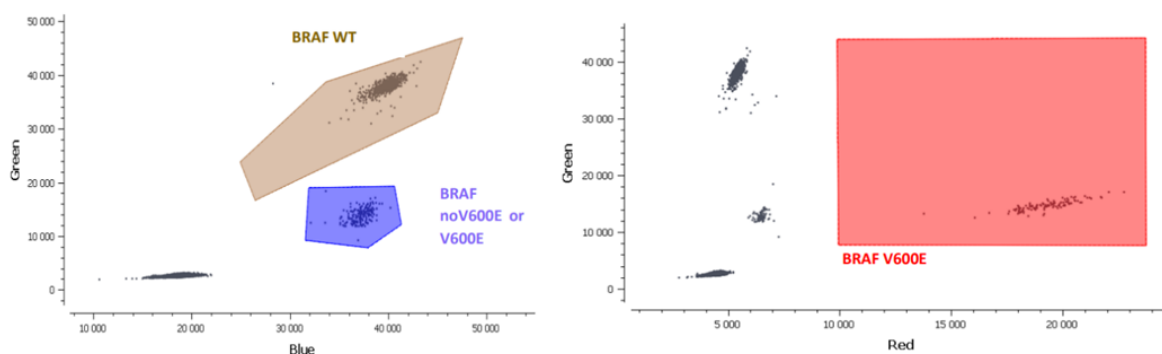 50 000
BRAF WT
40 000
30 000
Green
20 000
BRAF
noV600E or
V600E
10 000
0
10 000 20 000 30 000 40 000 50 000
Blue
40 000
30 000
Green
20 000
10 000
BRAF V600E
0
5 000 10 000 15 000 20 000
Red